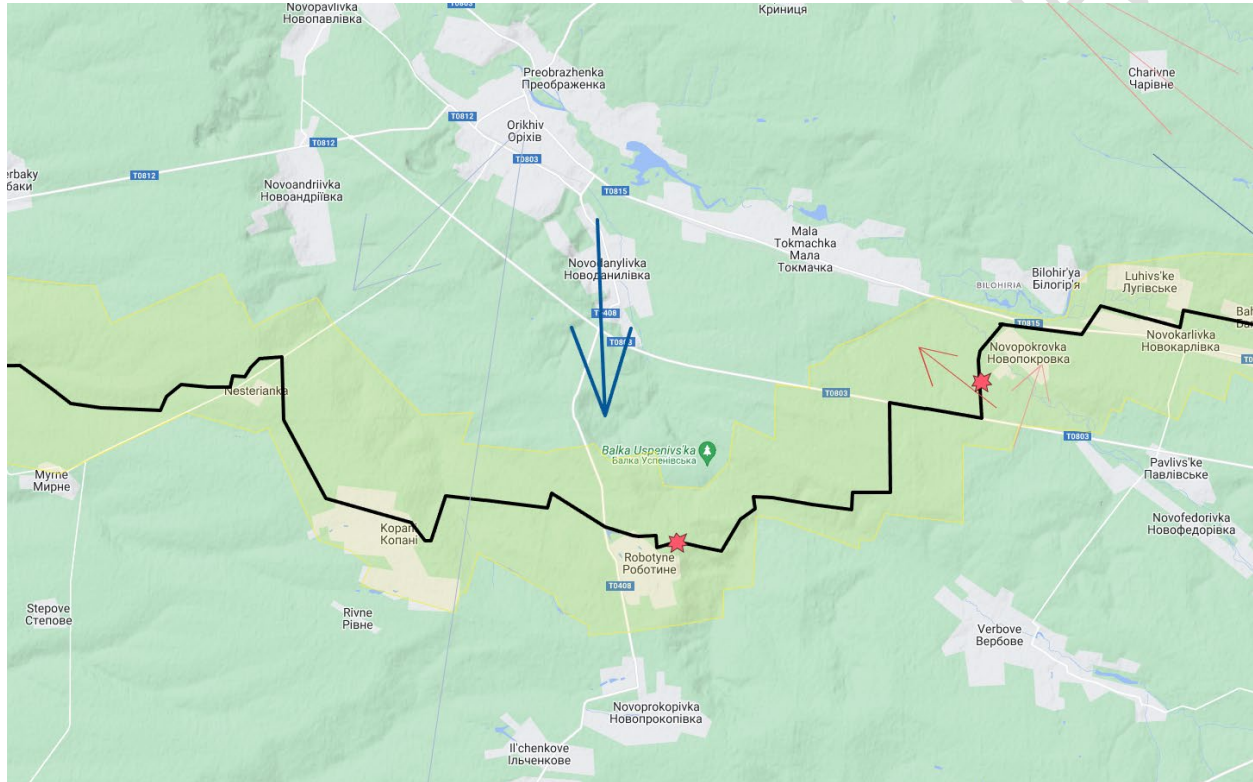 Novopavlivka
Новопавлівка
T0803
Криниця
Preobrazhenka
Преображенка
Charivne
Чарівне
T0812
Orikhiv
Оріхів
T0812
T0803
T0812
T0815
Novoandriivka
Новоандріївка
Mala
Tokmachka
Мала
Токмачка
Novodanylivka
Новоданилівка
Bilohir'ya
Білогір'я
BILOHIRIA
Luhivs'ke
Лугівське
T0408
T0815
T0803
Novopokrovka
Новопокровка
Novokarlivka
Новокарлівка
Nesterianka
T0803
T0803
Balka Uspenivs'ka
Балка Успенівська
Myrne
Мирне
Pavlivs'ke
Павлівське
Kopani
Копані
Novofedorivka
Новофедорівка
Robotyne
Роботине
T0408
Stepove
Степове
Rivne
Рівне
Verbove
Вербове
Novoprokopivka
Новопрокопівка
Il'chenkove
Ільченкове